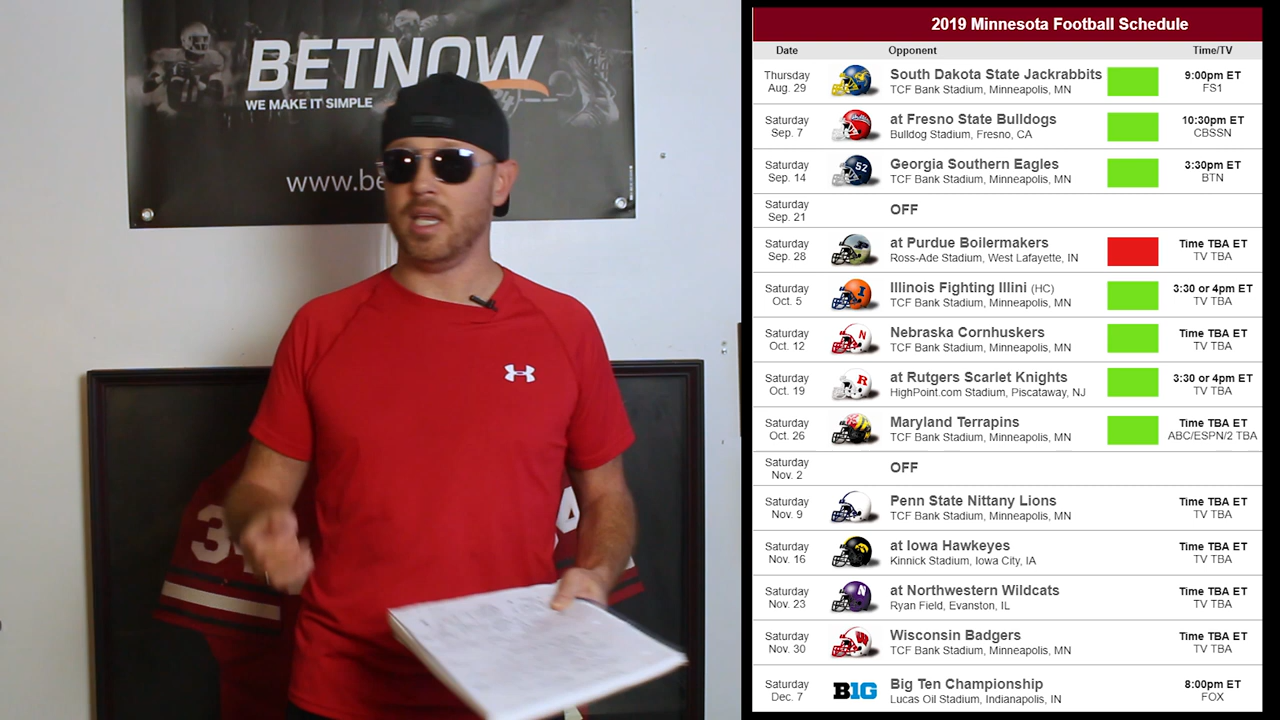 BETNOW
WE MAKE IT SIMPLE
www.be
3
4
2019 Minnesota Football Schedule
Date Opponent Time/TV
Thursday South Dakota State Jackrabbits 9:00pm ET
Aug. 29 TCF Bank Stadium, Minneapolis, MN FS1
Saturday at Fresno State Bulldogs 10:30pm ET
Sep. 7 Bulldog Stadium, Fresno, CA CBSSN
Saturday Georgia Southern Eagles 3:30pm ET
Sep. 14 TCF Bank Stadium, Minneapolis, MN BTN
52
Saturday OFF
Sep. 21
Saturday at Purdue Boilermakers Time TBA ET
Sep. 28 Ross-Ade Stadium, West Lafayette, IN TV TBA
Saturday Illinois Fighting Illini (HC) 3:30 or 4pm ET
Oct. 5 TCF Bank Stadium, Minneapolis, MN TV TBA
I
Saturday Nebraska Cornhuskers Time TBA ET
Oct. 12 TCF Bank Stadium, Minneapolis, MN TV TBA
N
Saturday at Rutgers Scarlet Knights 3:30 or 4pm ET
Oct. 19 HighPoint.com Stadium, Piscataway, NJ TV TBA
R
Saturday Maryland Terrapins Time TBA ET
Oct. 26 TCF Bank Stadium, Minneapolis, MN ABC/ESPN/2 TBA
Saturday OFF
Nov. 2
Saturday Penn State Nittany Lions Time TBA ET
Nov. 9 TCF Bank Stadium, Minneapolis, MN TV TBA
Saturday at Iowa Hawkeyes Time TBA ET
Nov. 16 Kinnick Stadium, Iowa City, IA TV TBA
Saturday at Northwestern Wildcats Time TBA ET
Nov. 23 Ryan Field, Evanston, IL TV TBA
N
Saturday Wisconsin Badgers Time TBA ET
Nov. 30 TCF Bank Stadium, Minneapolis, MN TV TBA
W
Saturday B1G Big Ten Championship 8:00pm ET
Dec. 7 Lucas Oil Stadium, Indianapolis, IN FOX